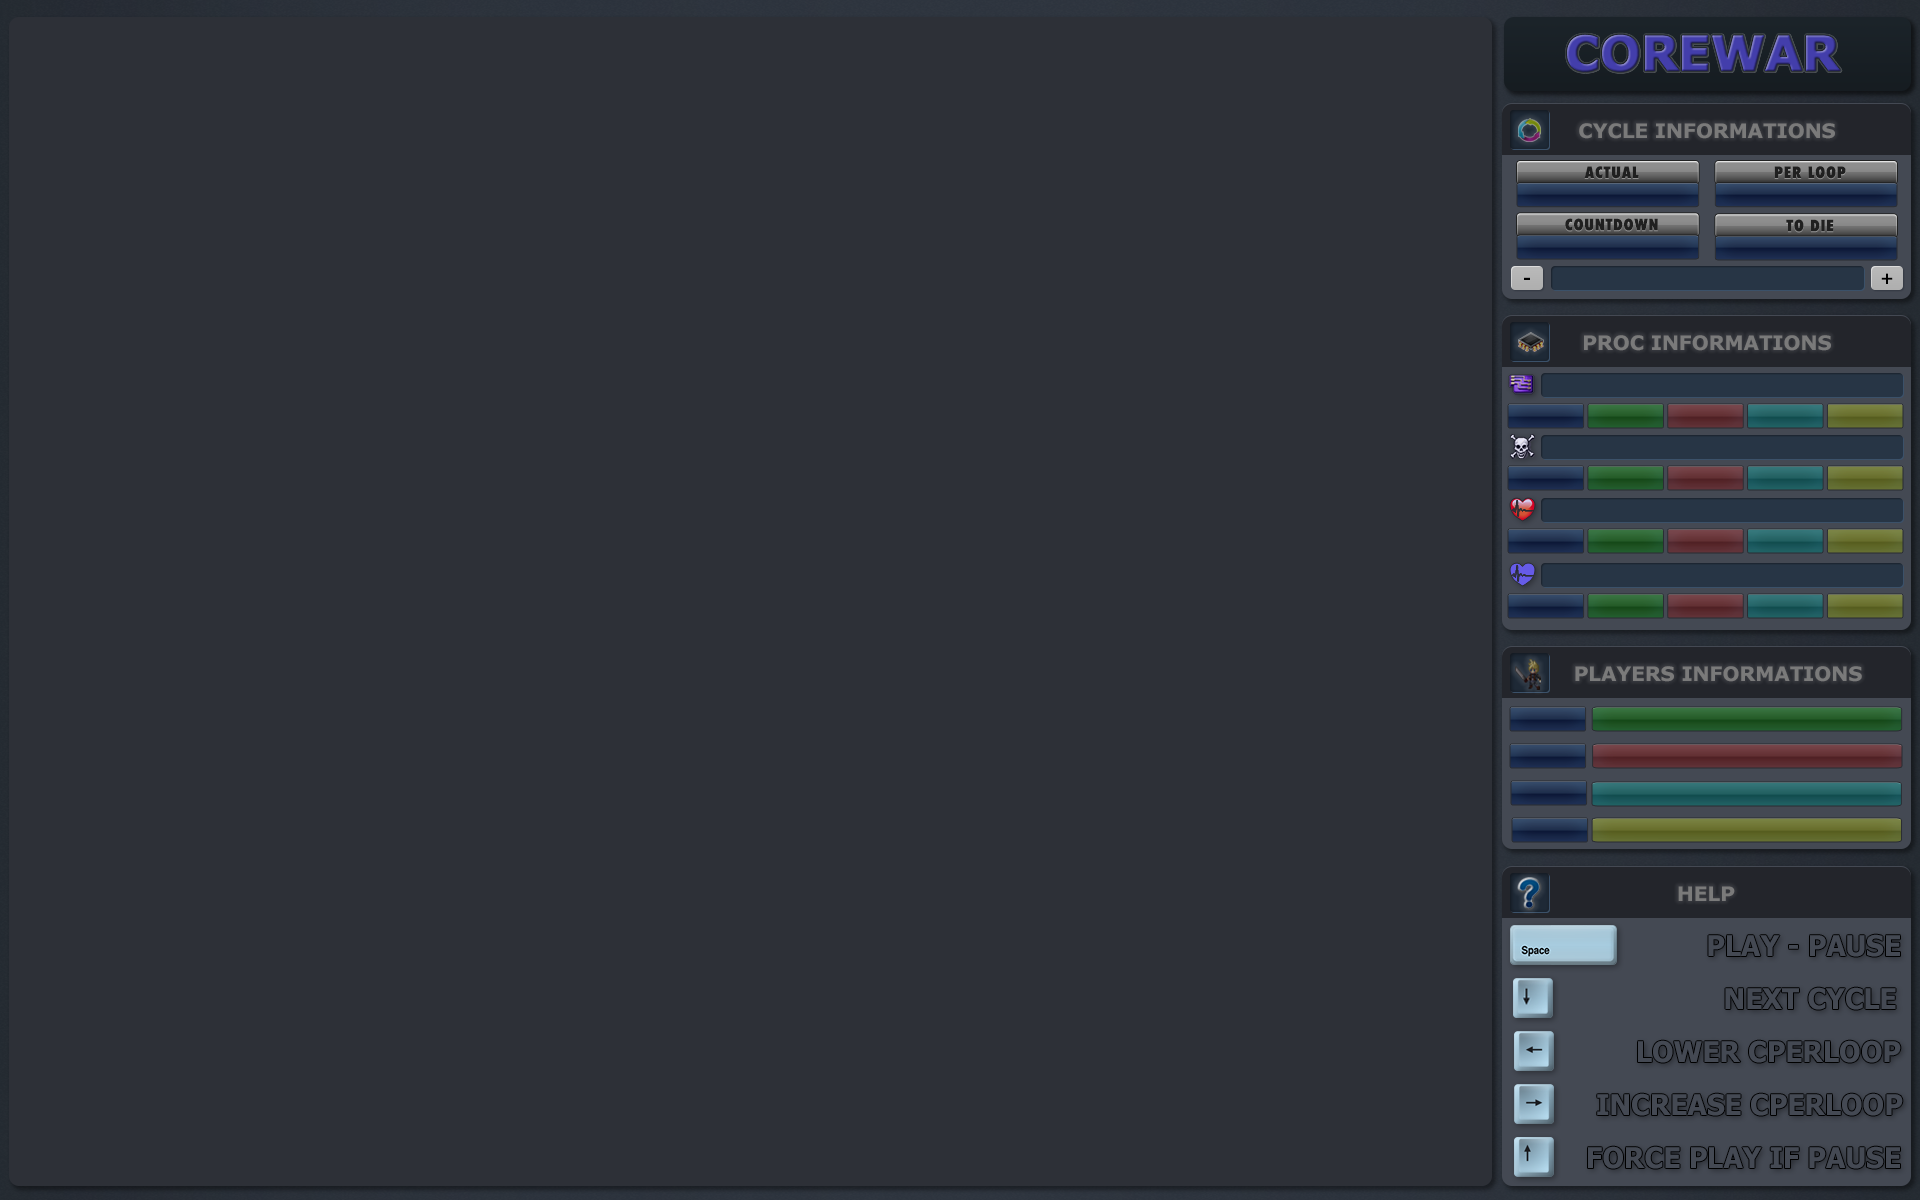 COREWAR
CYCLE INFORMATIONS
ACTUAL
PER LOOP
COUNTDOWN
TO DIE
-
+
PROC INFORMATIONS
PLAYERS INFORMATIONS
?
HELP
Space
PLAY - PAUSE
↓
NEXT CYCLE
←
LOWER CPERLOOP
→
INCREASE CPERLOOP
↑
FORCE PLAY IF PAUSE